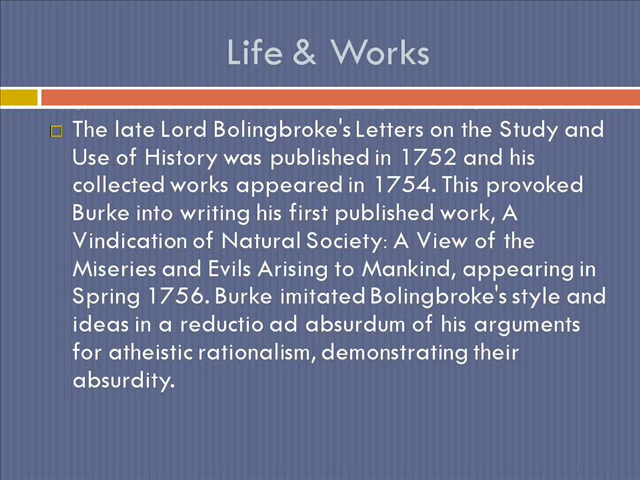 Life & Works
The late Lord Bolingbroke's Letters on the Study and
Use of History was published in 1752 and his
collected works appeared in 1754. This provoked
Burke into writing his first published work, A
Vindication of Natural Society: A View of the
Miseries and Evils Arising to Mankind, appearing in
Spring 1756. Burke imitated Bolingbroke's style and
ideas in a reductio ad absurdum of his arguments
for atheistic rationalism, demonstrating their
absurdity.